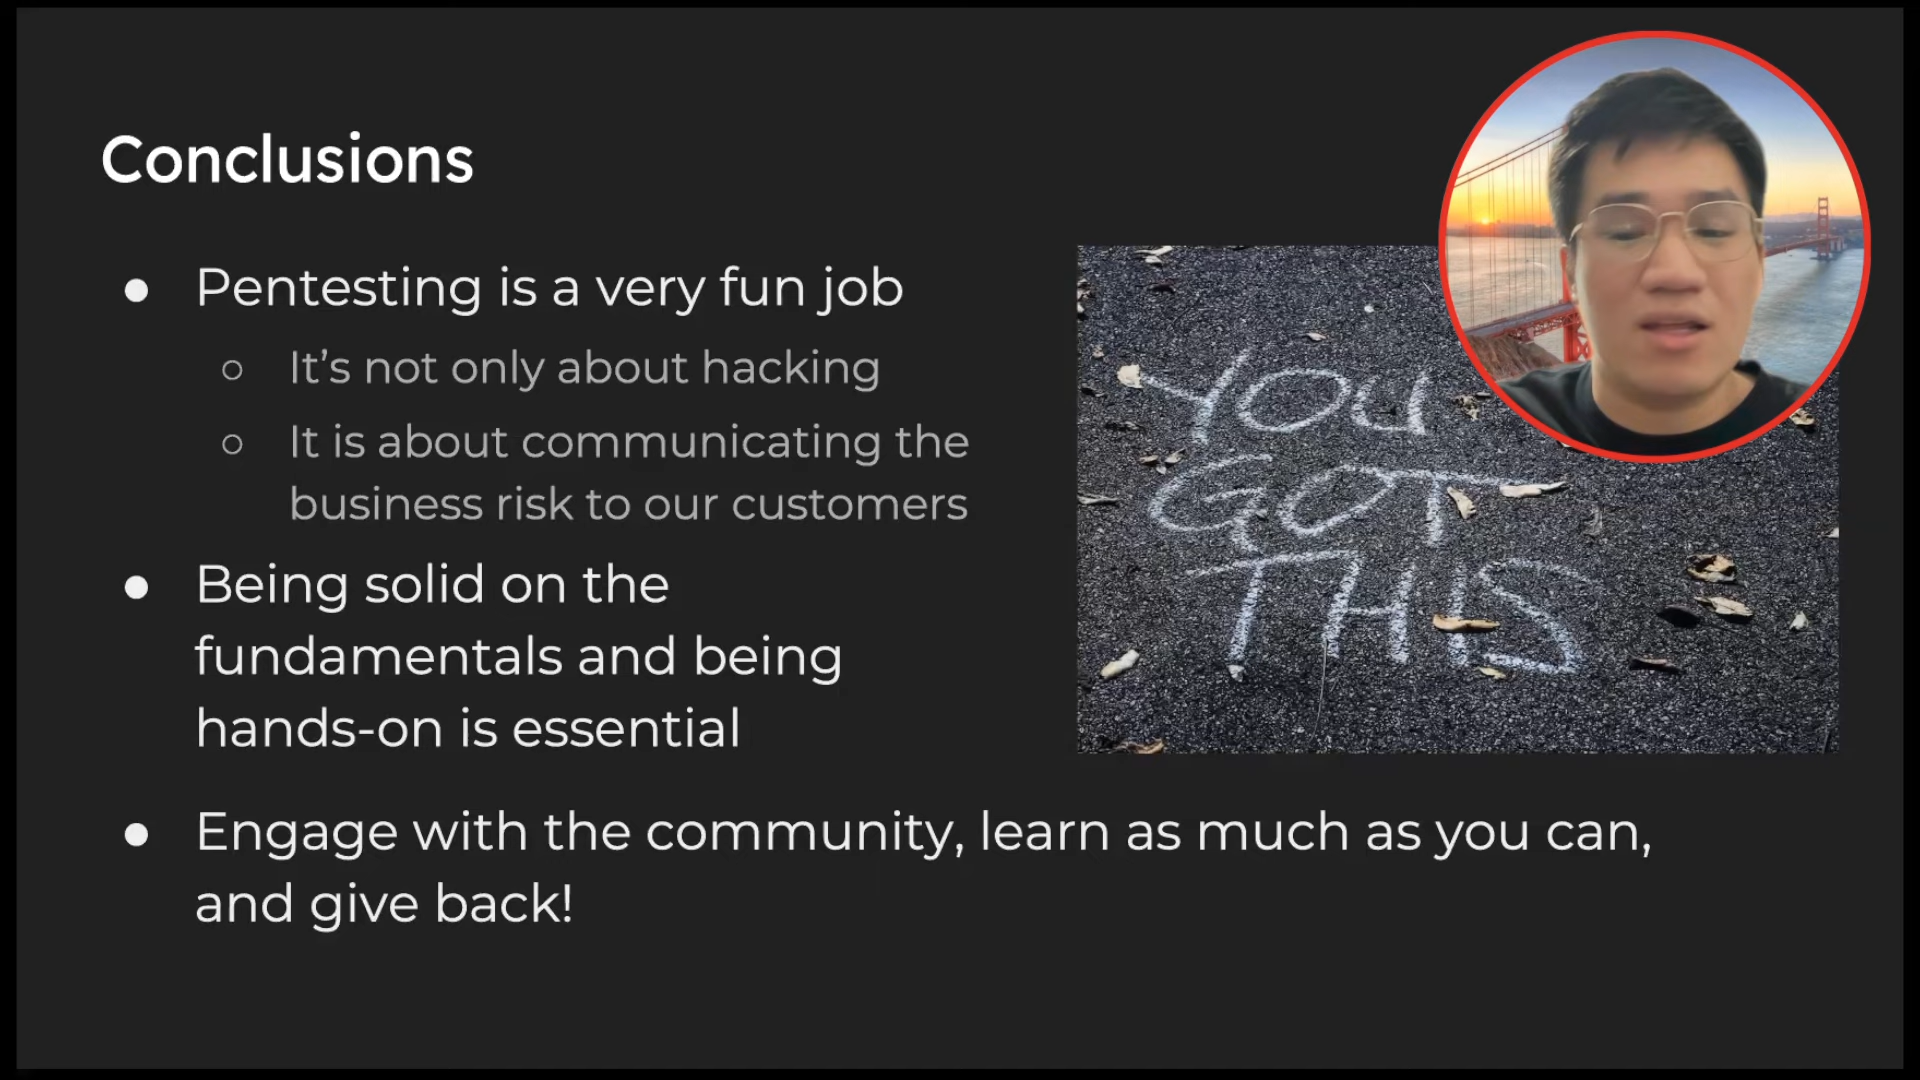 Conclusions
● Pentesting is a very fun job
○ It’s not only about hacking
○ It is about communicating the
business risk to our customers
● Being solid on the
fundamentals and being
hands-on is essential
● Engage with the community, learn as much as you can,
and give back!
YOU
GOT
THIS